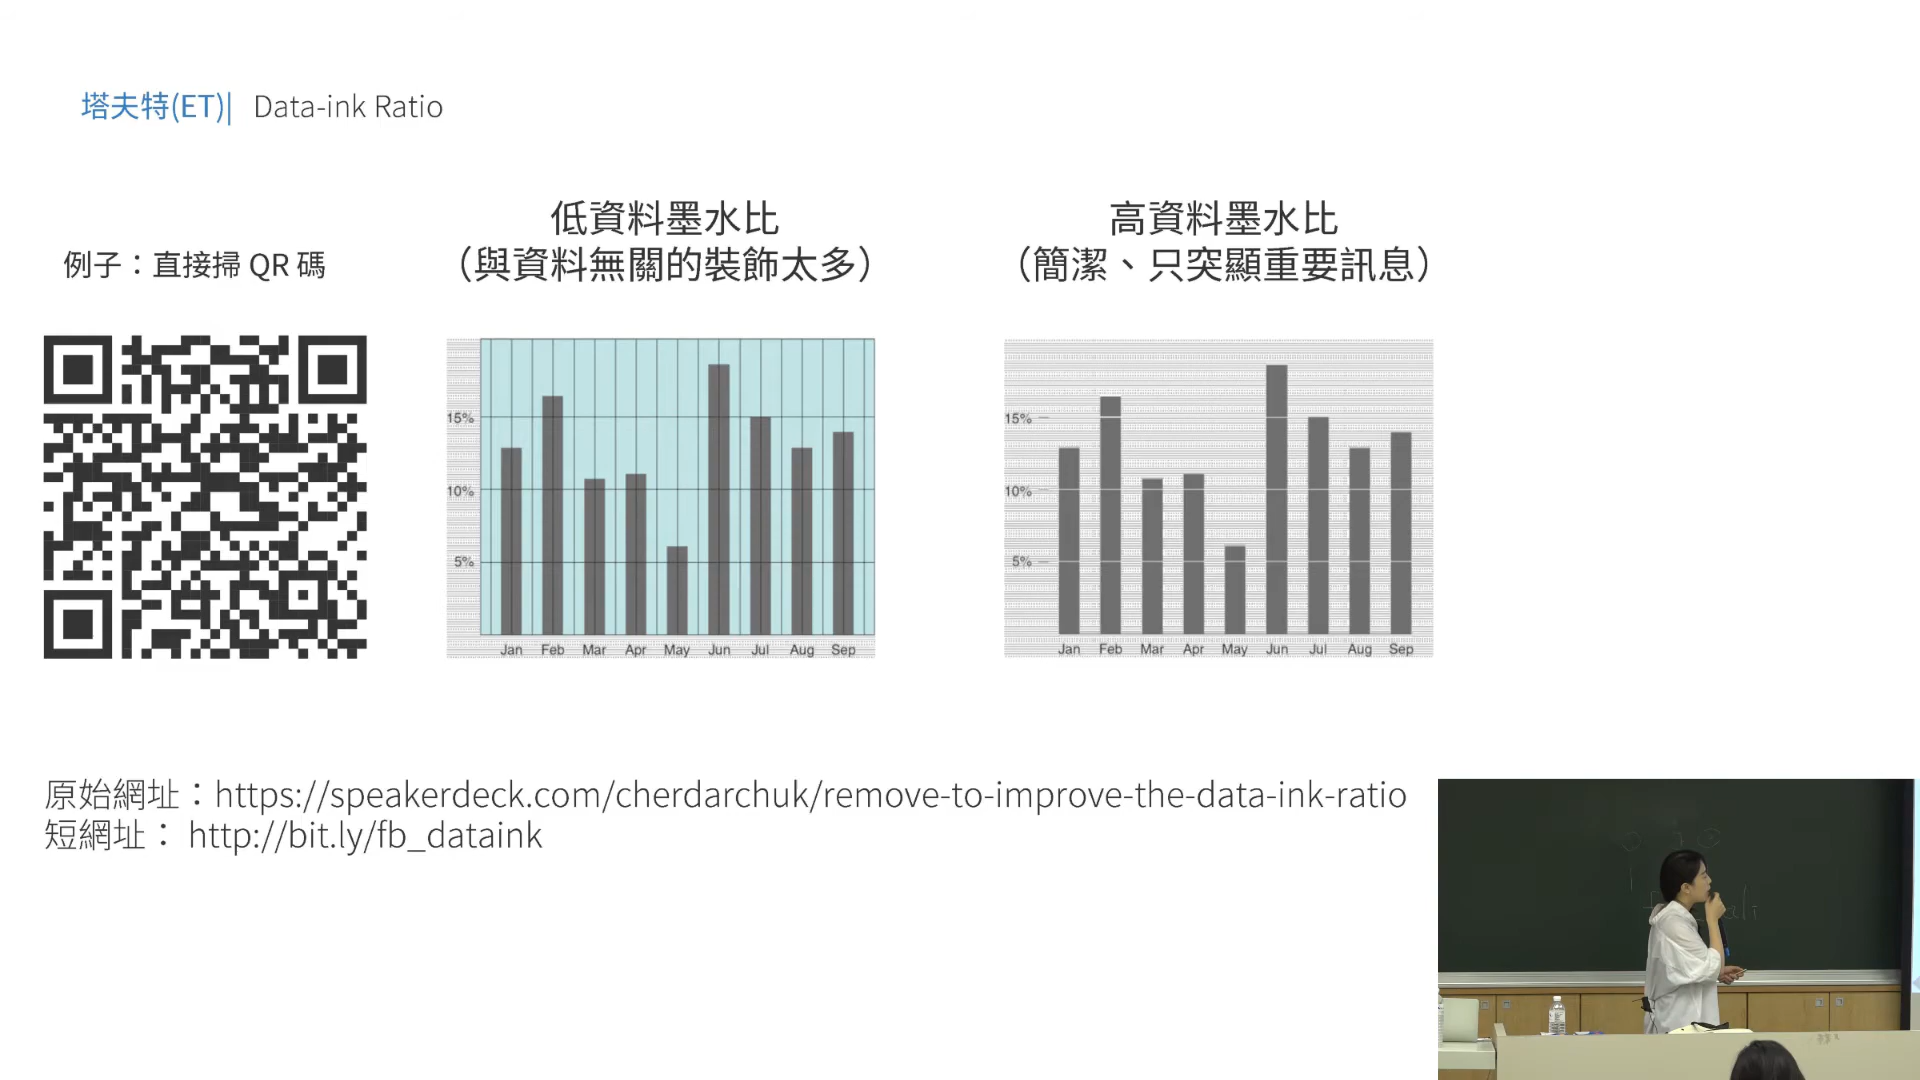 塔夫特(ET)| Data-ink Ratio
低資料墨水比
（與資料無關的裝飾太多）
高資料墨水比
（簡潔、只突顯重要訊息）
例子：直接掃 QR 碼
15%
10%
5%
Jan Feb Mar Apr May Jun Jul Aug Sep
15%
10%
5%
Jan Feb Mar Apr May Jun Jul Aug Sep
原始網址：https://speakerdeck.com/cherdarchuk/remove-to-improve-the-data-ink-ratio
短網址： http://bit.ly/fb_dataink